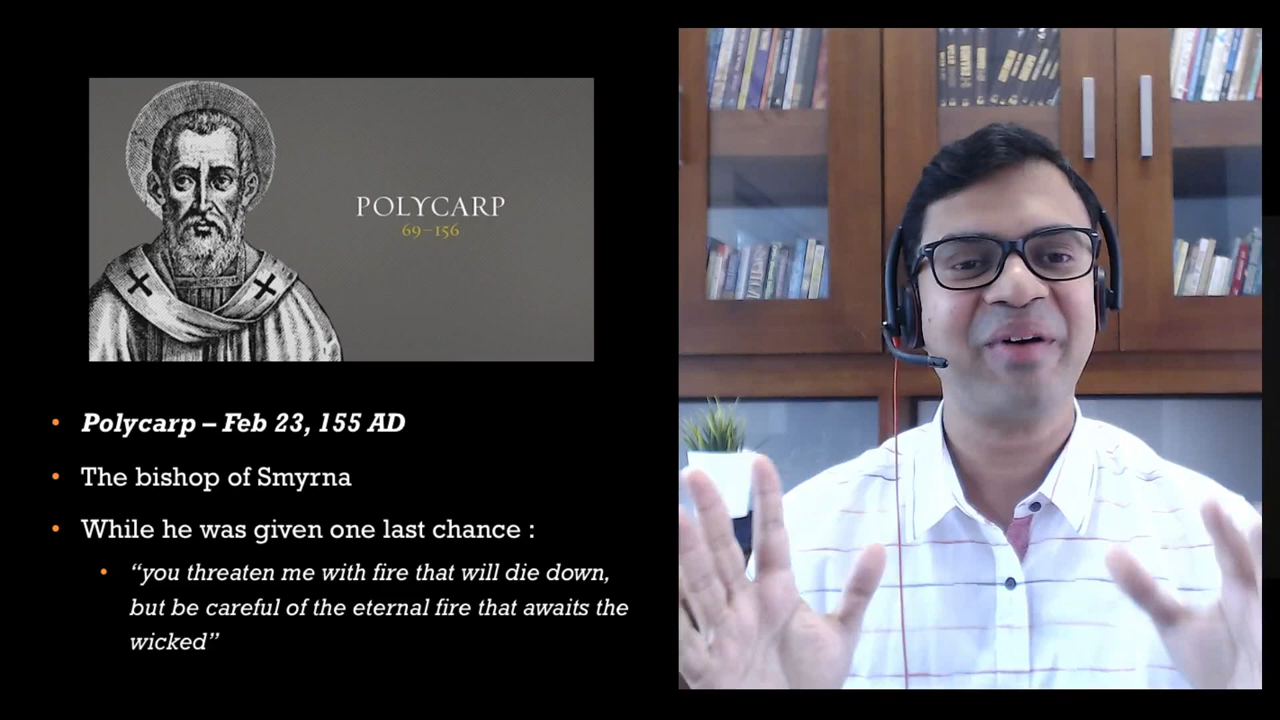 POLYCARP
69–156
• Polycarp – Feb 23, 155 AD
• The bishop of Smyrna
• While he was given one last chance :
• “you threaten me with fire that will die down,
but be careful of the eternal fire that awaits the
wicked”